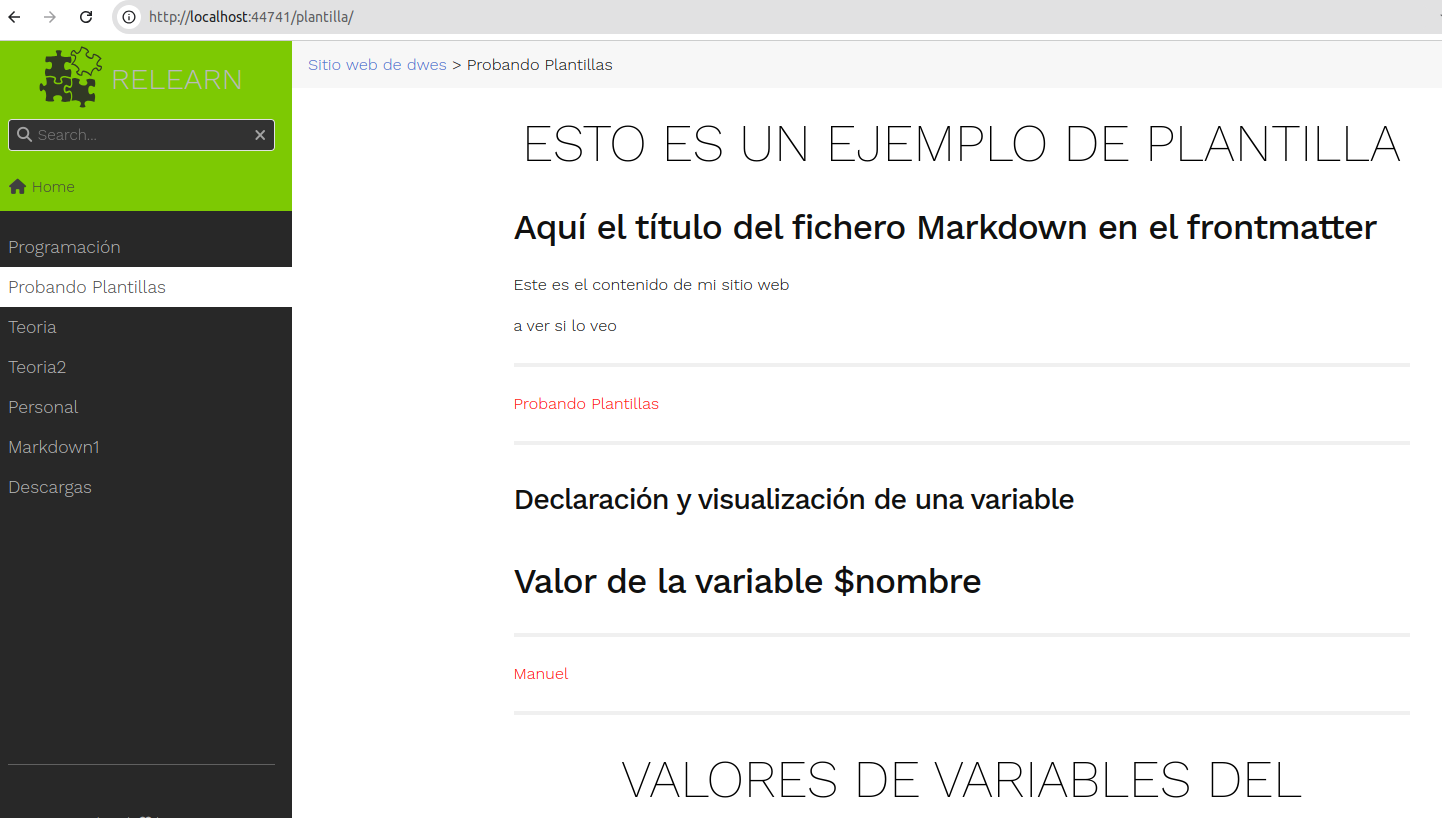 http://localhost:44741/plantilla/
RELEARN
Search...
Home
Programación
Probando Plantillas
Teoria
Teoria2
Personal
Markdown1
Descargas
Sitio web de dwes > Probando Plantillas
ESTO ES UN EJEMPLO DE PLANTILLA
Aquí el título del fichero Markdown en el frontmatter
Este es el contenido de mi sitio web
a ver si lo veo
Probando Plantillas
Declaración y visualización de una variable
Valor de la variable $nombre
Manuel
VALORES DE VARIABLES DEL